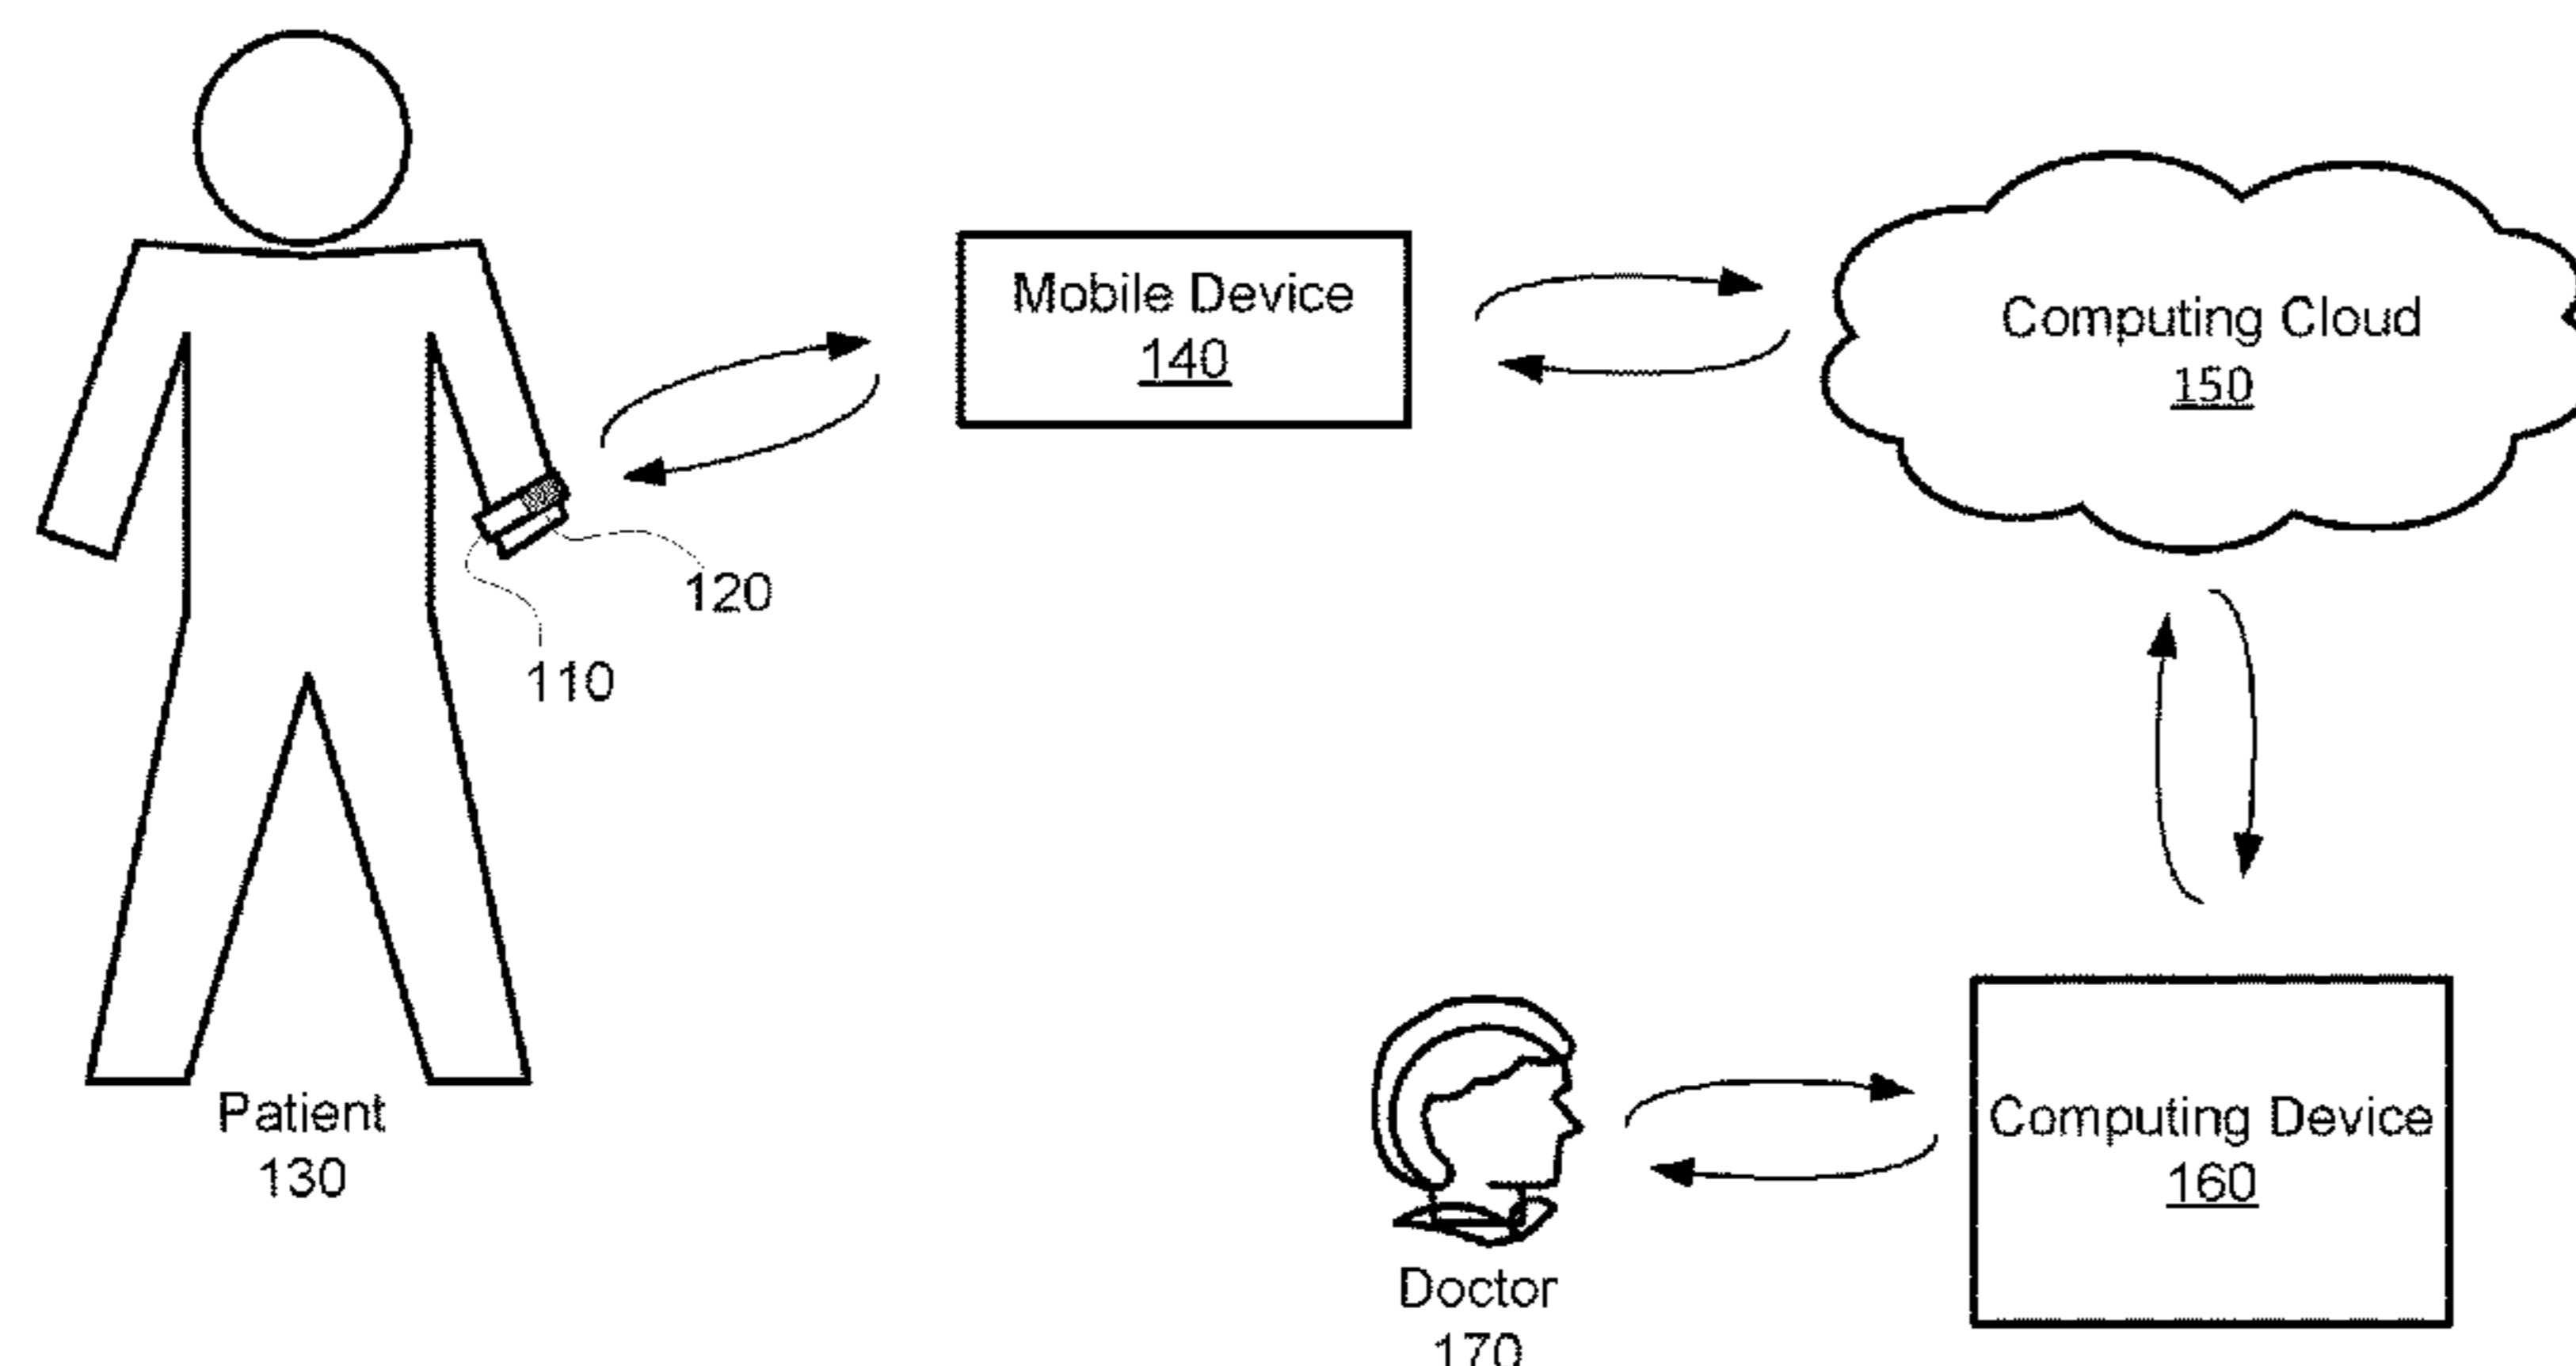 Mobile Device
140
Computing Cloud
150
120
110
Patient
130
Computing Device
160
Doctor
170